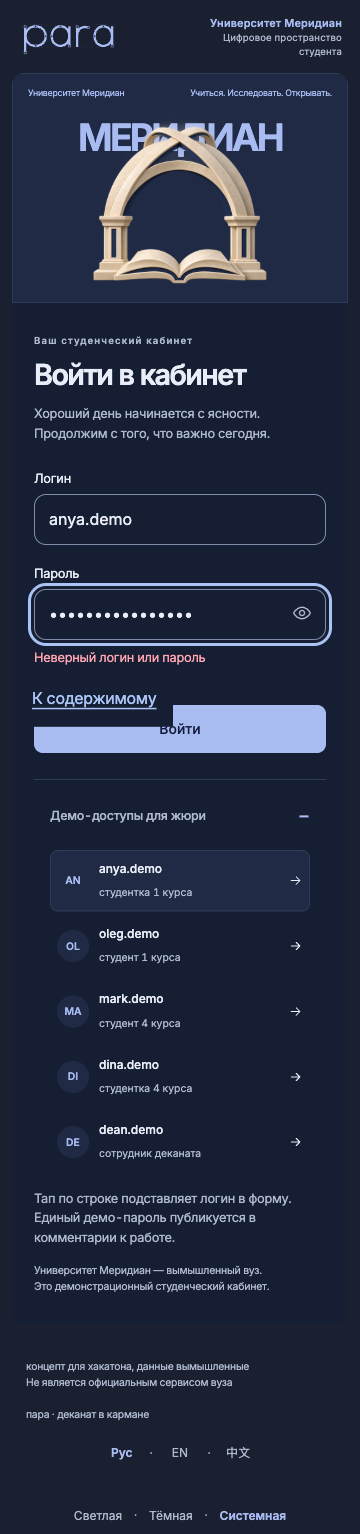 para
Университет Меридиан
Цифровое пространство
студента
Университет Меридиан
Учиться. Исследовать. Открывать.
МЕРИДИАН
Ваш студенческий кабинет
Войти в кабинет
Хороший день начинается с ясности.
Продолжим с того, что важно сегодня.
Логин
anya.demo
Пароль
Неверный логин или пароль
К содержимому
Войти
Демо-доступы для жюри
AN
anya.demo
студентка 1 курса
OL
oleg.demo
студент 1 курса
MA
mark.demo
студент 4 курса
DI
dina.demo
студентка 4 курса
DE
dean.demo
сотрудник деканата
Тап по строке подставляет логин в форму.
Единый демо-пароль публикуется в
комментарии к работе.
Университет Меридиан — вымышленный вуз.
Это демонстрационный студенческий кабинет.
концепт для хакатона, данные вымышленные
Не является официальным сервисом вуза
пара · деканат в кармане
Рус · EN · 中文
Светлая · Тёмная · Системная